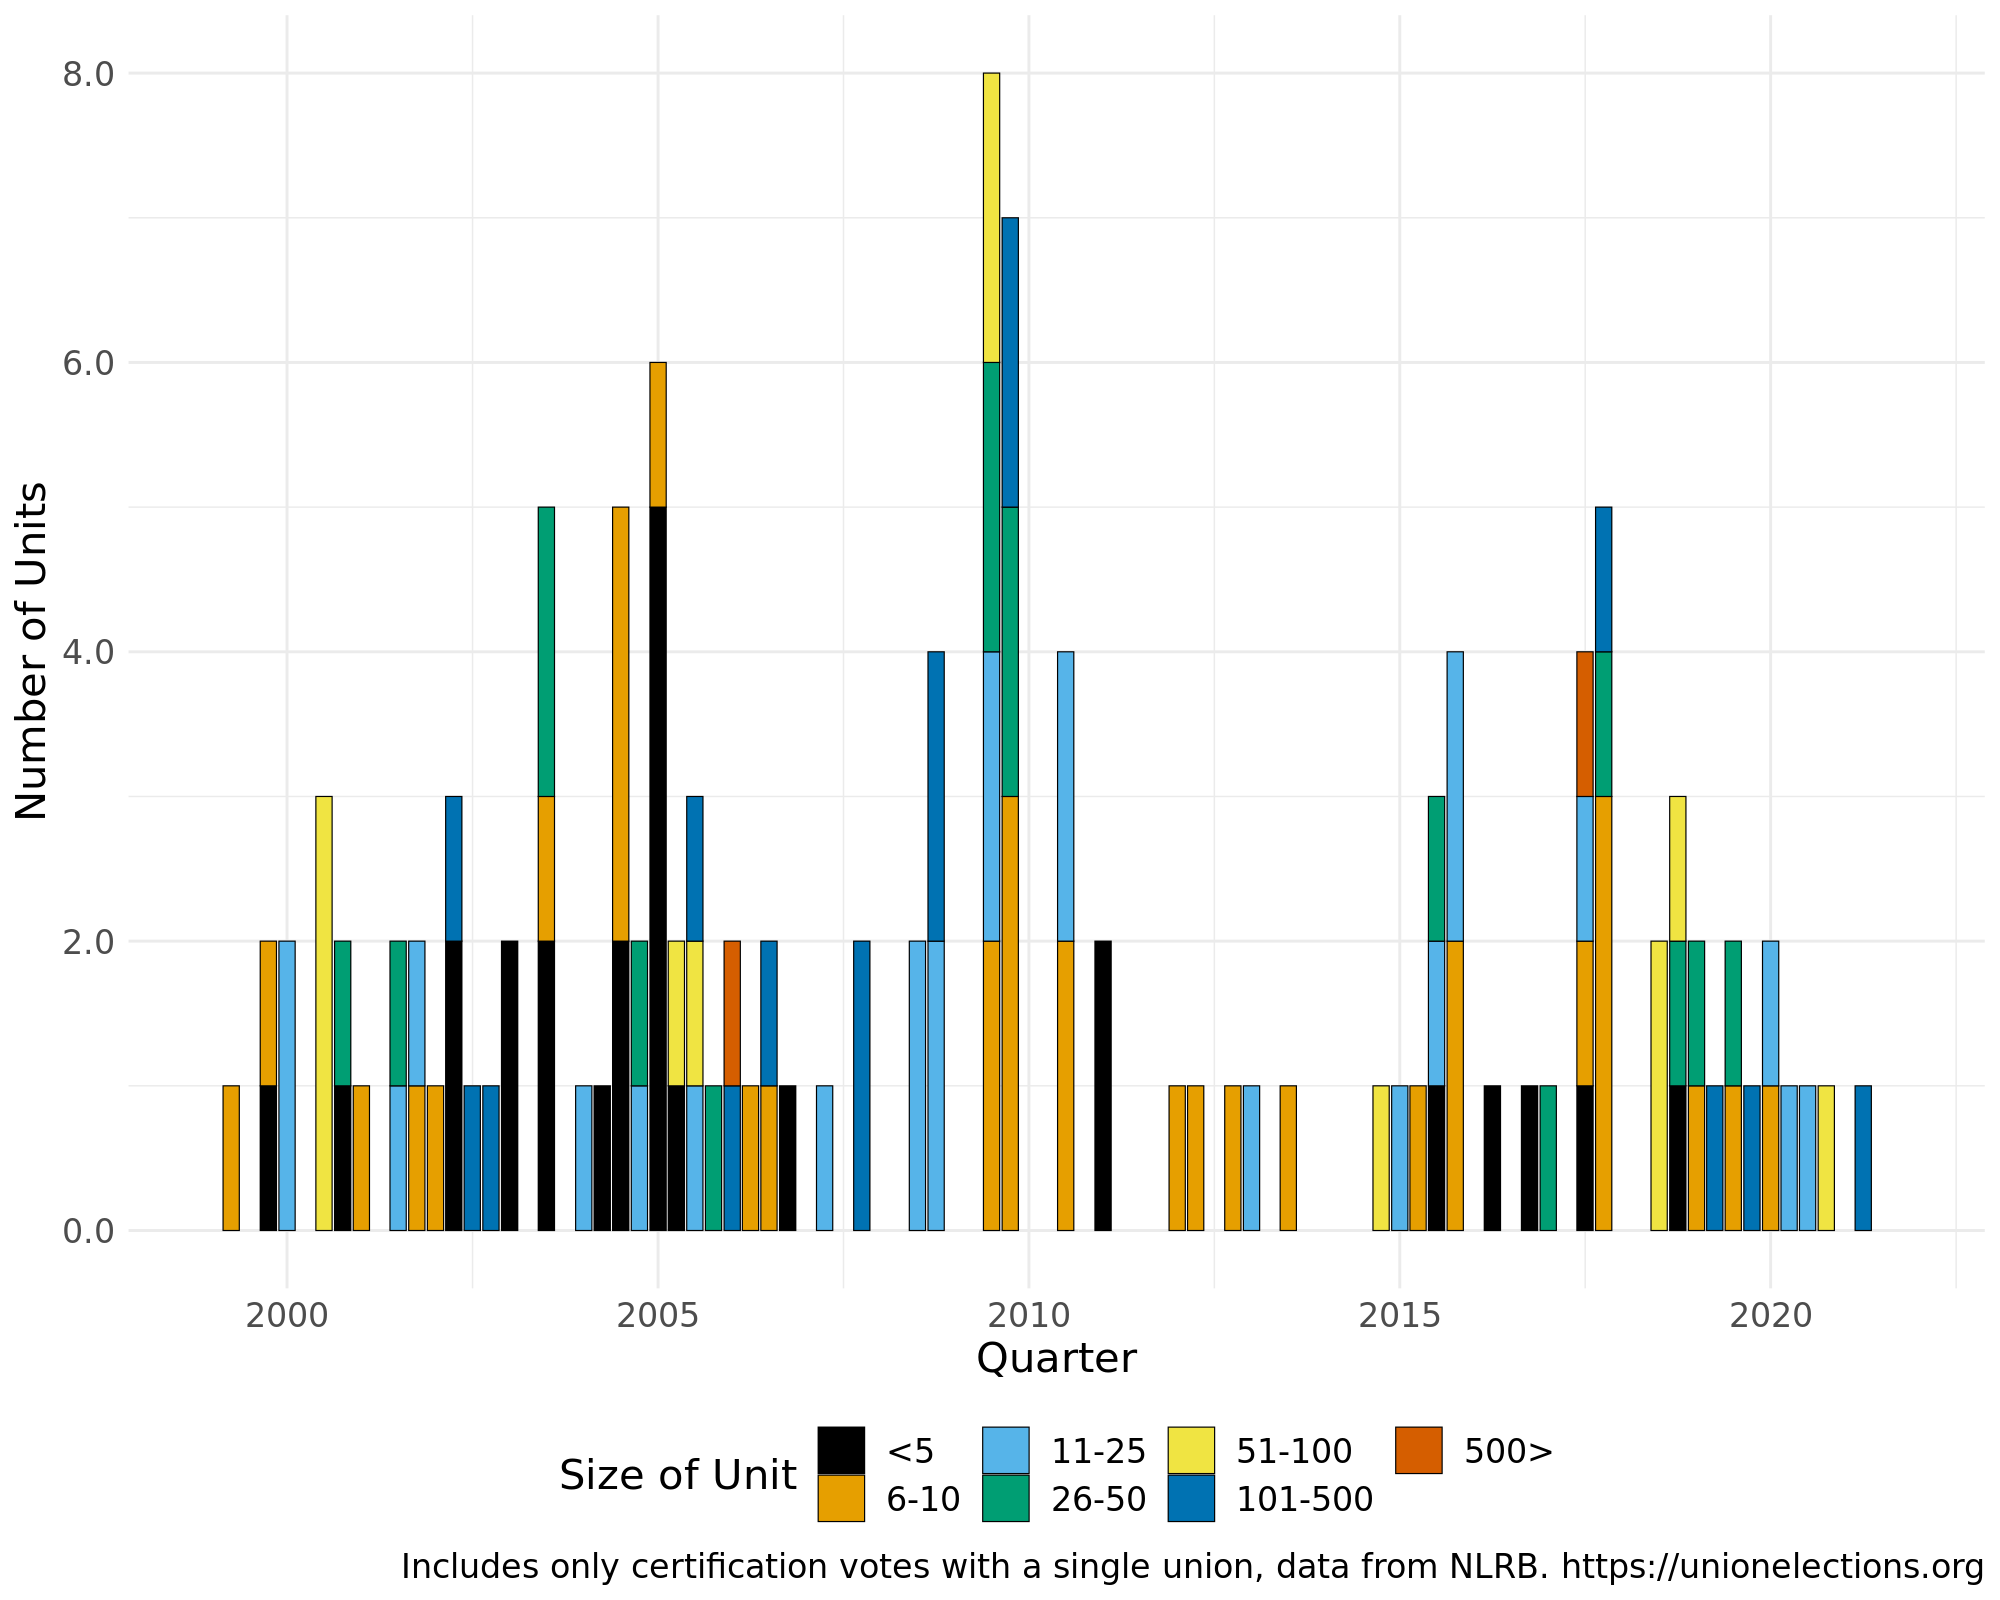 8.0
6.0
4.0
2.0
0.0
Number of Units
2000 2005 2010 2015 2020
Quarter
Size of Unit
<5 11-25 51-100 500>
6-10 26-50 101-500
Includes only certification votes with a single union, data from NLRB. https://unionelections.org